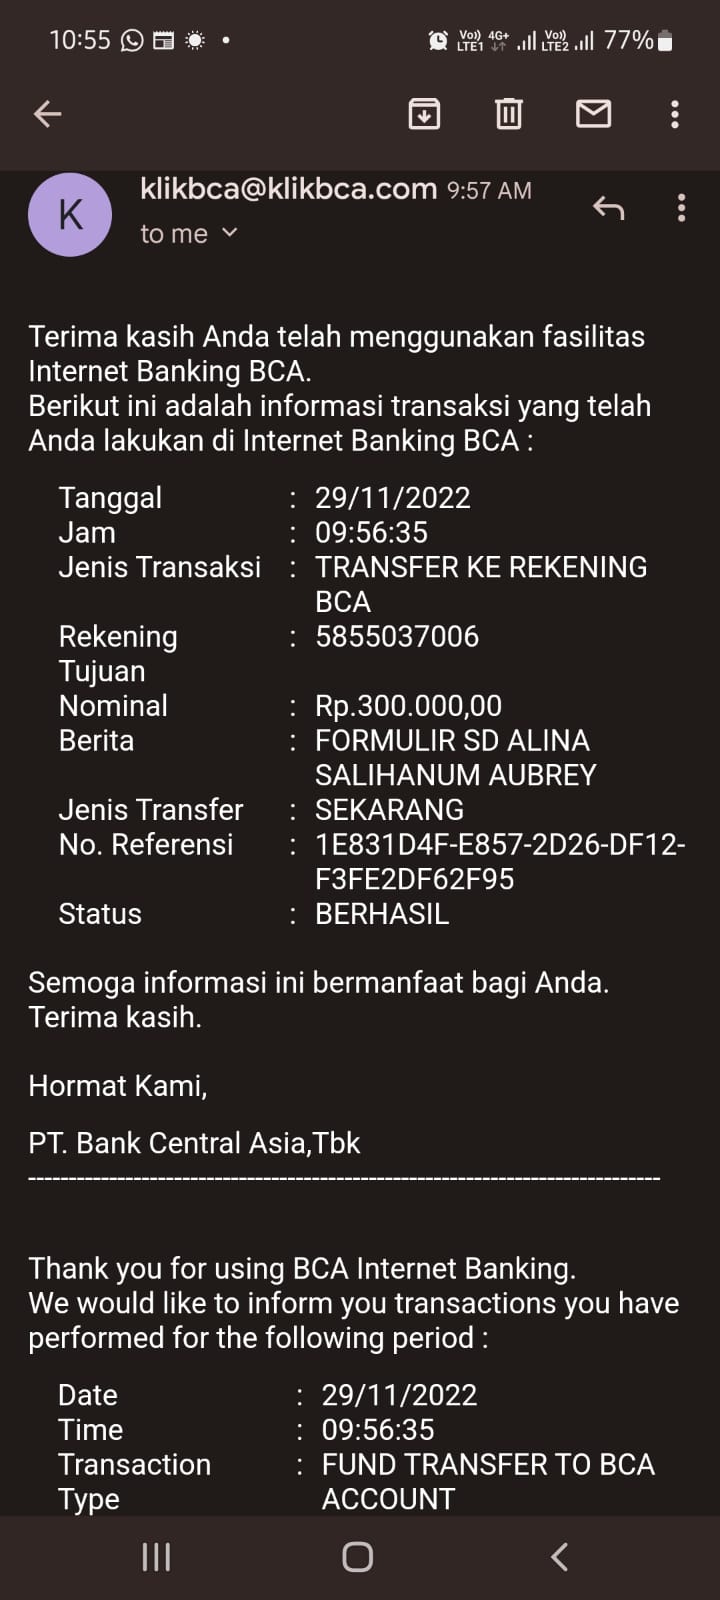 10:55
Vo)) LTE1 4G+ Vo)) LTE2 77%
K
klikbca@klikbca.com 9:57 AM
to me
Terima kasih Anda telah menggunakan fasilitas
Internet Banking BCA.
Berikut ini adalah informasi transaksi yang telah
Anda lakukan di Internet Banking BCA :
Tanggal : 29/11/2022
Jam : 09:56:35
Jenis Transaksi : TRANSFER KE REKENING
BCA
Rekening : 5855037006
Tujuan
Nominal : Rp.300.000,00
Berita : FORMULIR SD ALINA
SALIHANUM AUBREY
Jenis Transfer : SEKARANG
No. Referensi : 1E831D4F-E857-2D26-DF12-
F3FE2DF62F95
Status : BERHASIL
Semoga informasi ini bermanfaat bagi Anda.
Terima kasih.
Hormat Kami,
PT. Bank Central Asia,Tbk
--------------------------------------------------------------------------------
Thank you for using BCA Internet Banking.
We would like to inform you transactions you have
performed for the following period :
Date : 29/11/2022
Time : 09:56:35
Transaction : FUND TRANSFER TO BCA
Type ACCOUNT